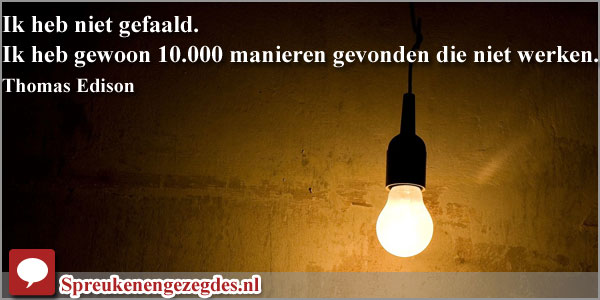 Ik heb niet gefaald.
Ik heb gewoon 10.000 manieren gevonden die niet werken.
Thomas Edison
Spreukenengezegdes.nl